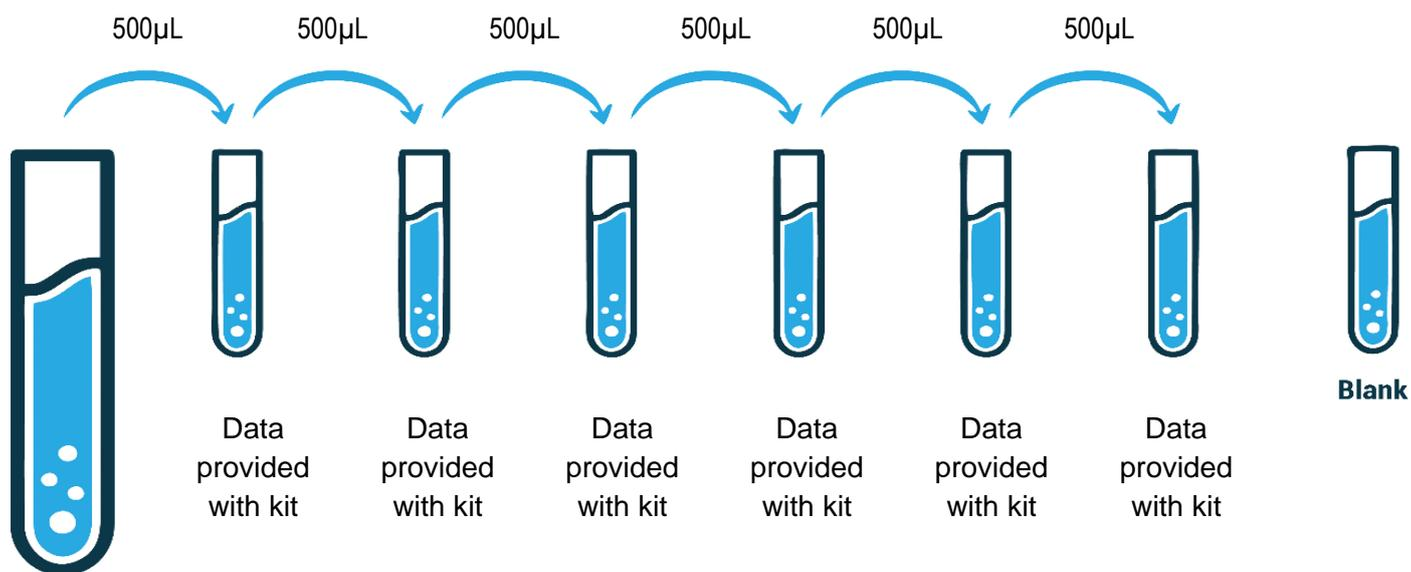 500µL 500µL 500µL 500µL 500µL 500µL
Blank
Data Data Data Data Data Data
provided provided provided provided provided provided
with kit with kit with kit with kit with kit with kit